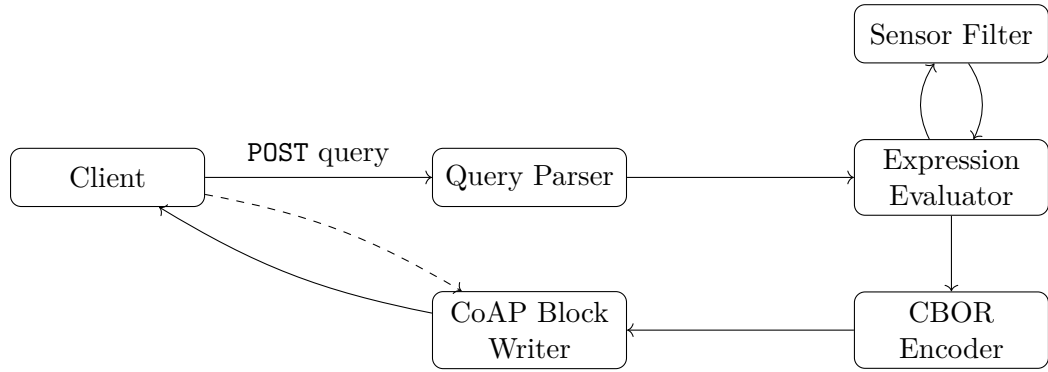 Sensor Filter
Client
POST query
Query Parser
Expression
Evaluator
CoAP Block
Writer
CBOR
Encoder